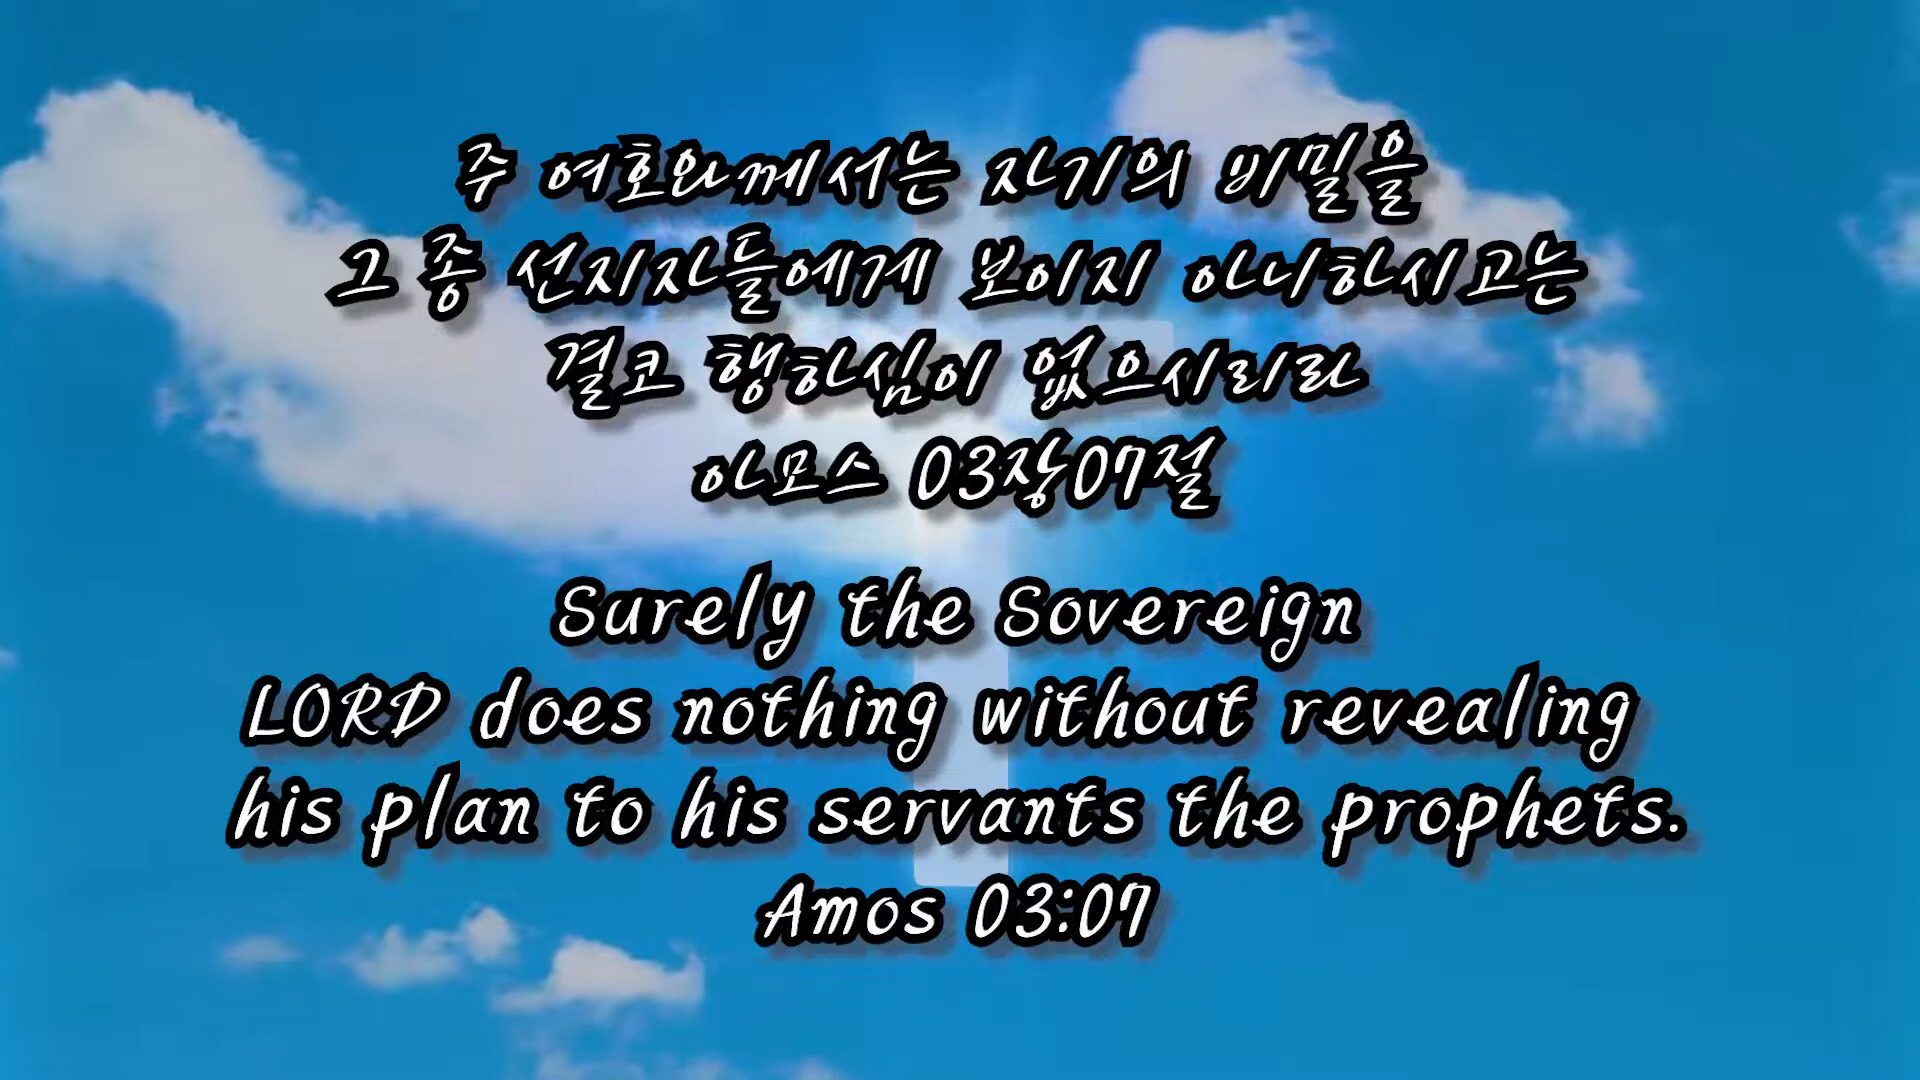 주 여호와께서는 자기의 비밀을
그 종 선지자들에게 보이지 아니하시고는
결코 행하심이 없으시리라
아모스 03장07절
Surely the Sovereign
LORD does nothing without revealing
his plan to his servants the prophets.
Amos 03:07